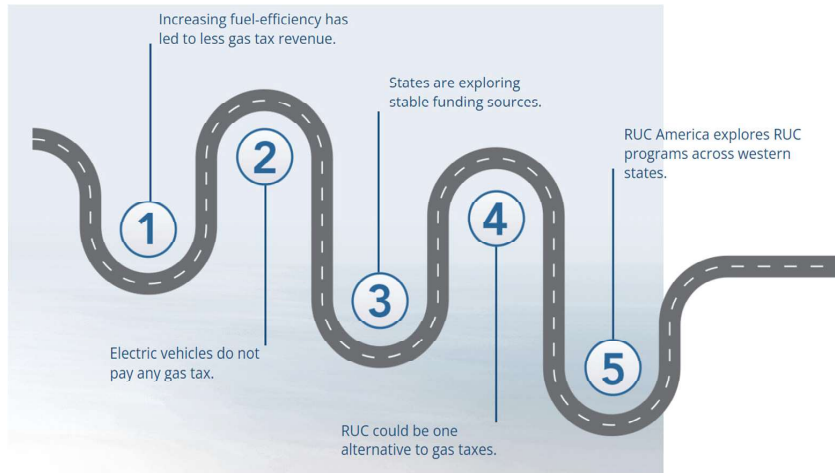 Increasing fuel-efficiency has
led to less gas tax revenue.
1
Electric vehicles do not
pay any gas tax.
2
States are exploring
stable funding sources.
3
RUC could be one
alternative to gas taxes.
4
RUC America explores RUC
programs across western
states.
5